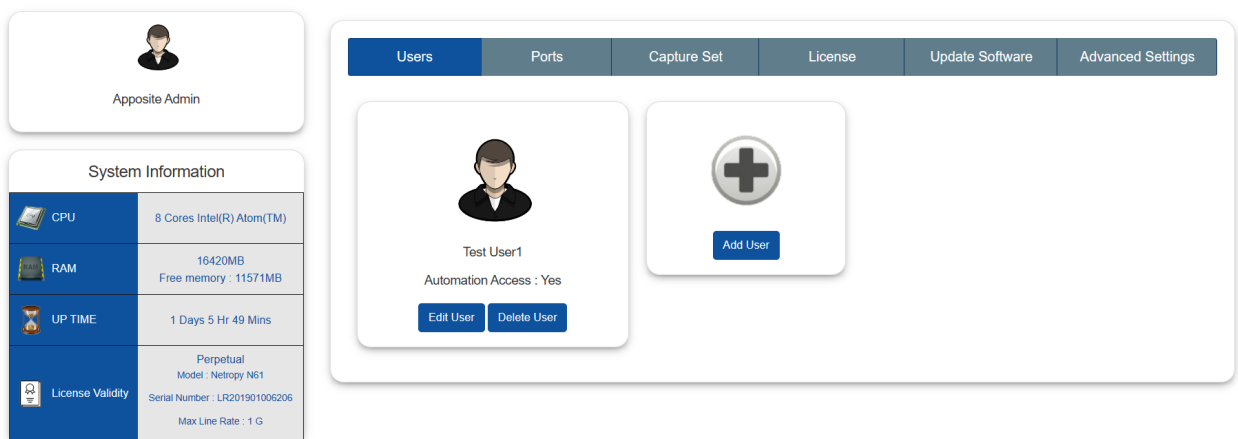 Apposite Admin
System Information
CPU
8 Cores Intel(R) Atom(TM)
RAM
RAM
16420MB
Free memory : 11571MB
UP TIME
1 Days 5 Hr 49 Mins
License Validity
Perpetual
Model : Netropy N61
Serial Number : LR201901006206
Max Line Rate : 1 G
Users
Ports
Capture Set
License
Update Software
Advanced Settings
Test User1
Automation Access : Yes
Edit User
Delete User
Add User